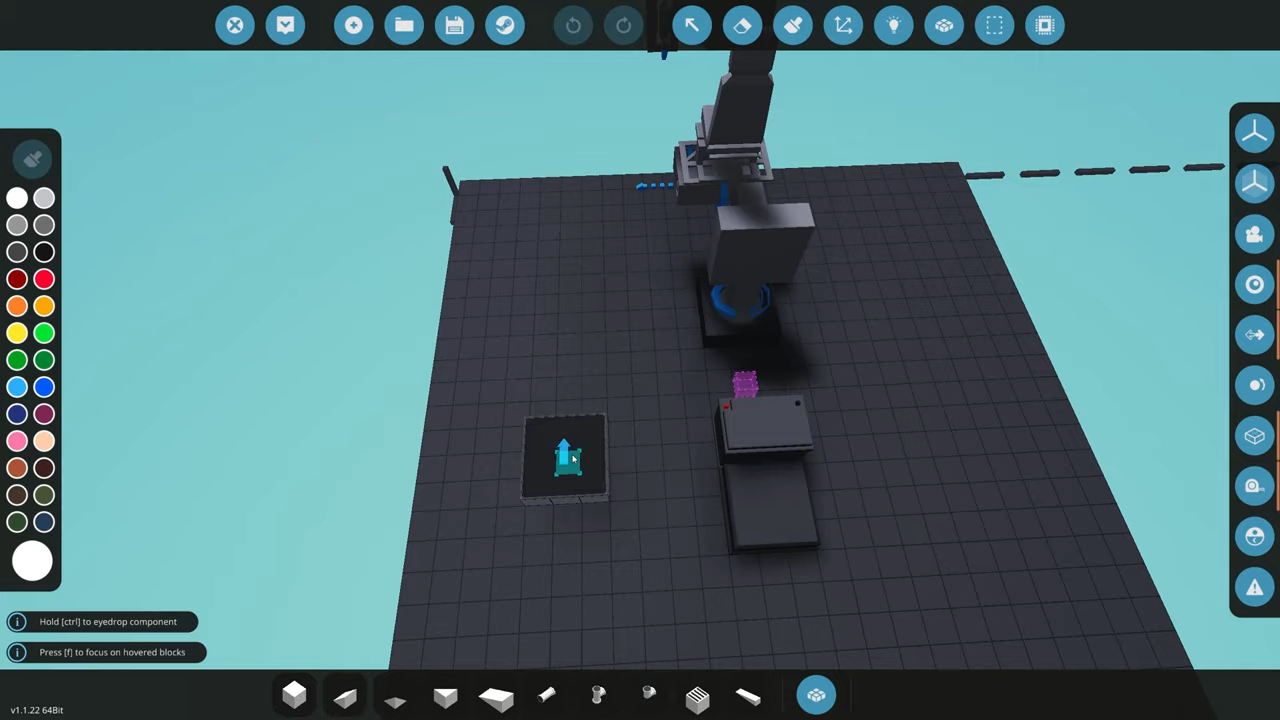 Hold [ctrl] to eyedrop component
Press [f] to focus on hovered blocks
v1.1.22 64Bit